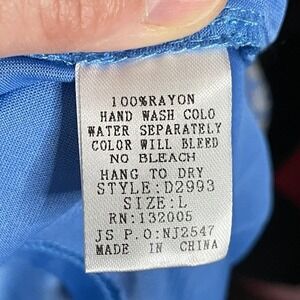 100%RAYON
HAND WASH COLO
WATER SEPARATELY
COLOR WILL BLEED
NO BLEACH
HANG TO DRY
STYLE:D2993
SIZE:L
RN:132005
JS P.O:NJ2547
MADE IN CHINA